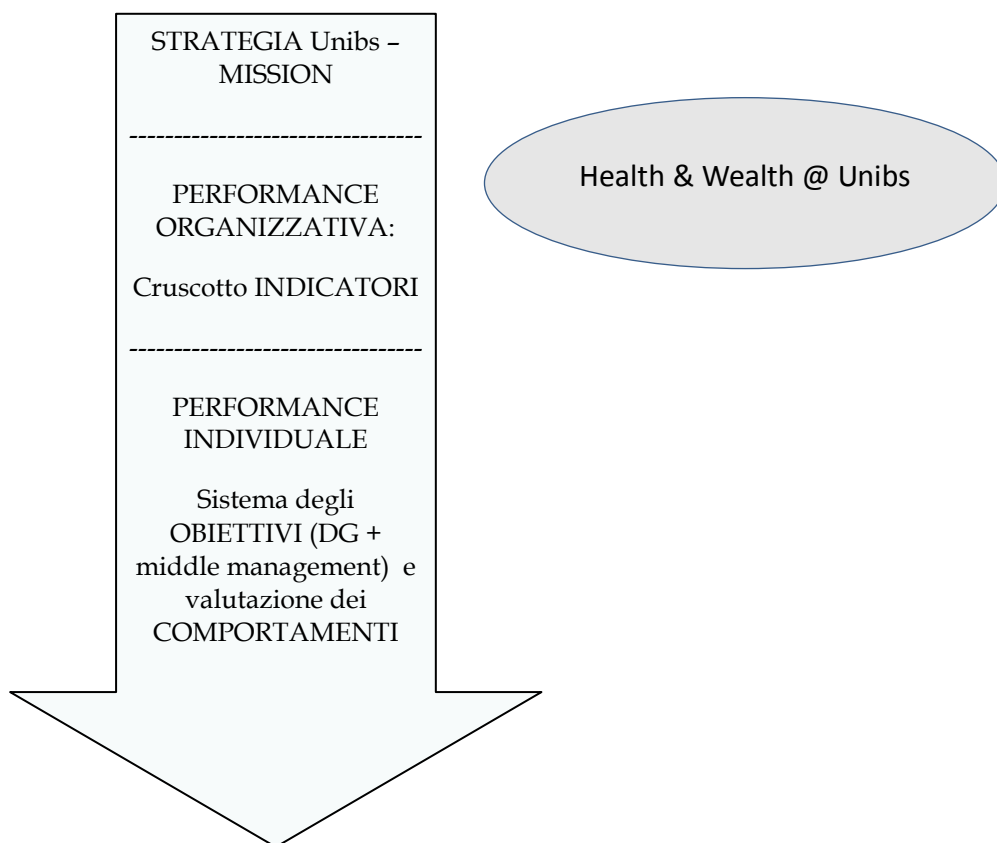 STRATEGIA Unibs –
MISSION
---------------------------------
PERFORMANCE
ORGANIZZATIVA:
Cruscotto INDICATORI
---------------------------------
PERFORMANCE
INDIVIDUALE
Sistema degli
OBIETTIVI (DG +
middle management) e
valutazione dei
COMPORTAMENTI
Health & Wealth @ Unibs